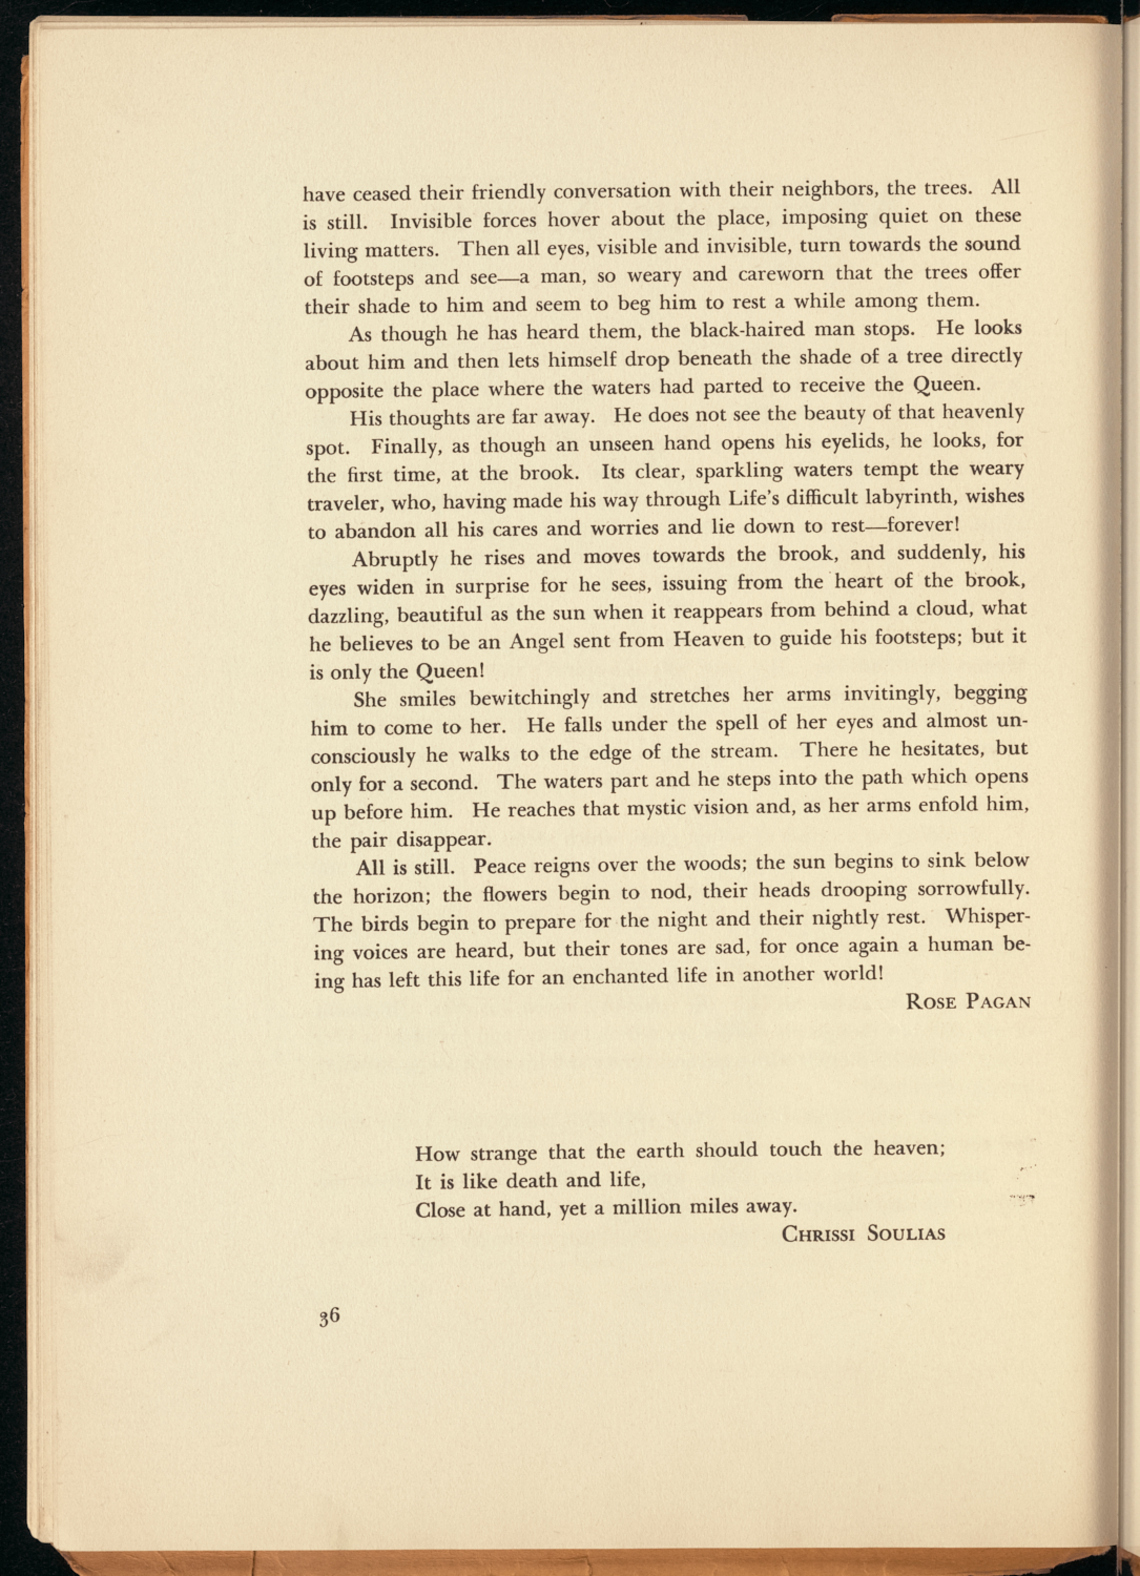 have ceased their friendly conversation with their neighbors, the trees. All
is still. Invisible forces hover about the place, imposing quiet on these
living matters. Then all eyes, visible and invisible, turn towards the sound
of footsteps and see—a man, so weary and careworn that the trees offer
their shade to him and seem to beg him to rest a while among them.
As though he has heard them, the black-haired man stops. He looks
about him and then lets himself drop beneath the shade of a tree directly
opposite the place where the waters had parted to receive the Queen.
His thoughts are far away. He does not see the beauty of that heavenly
spot. Finally, as though an unseen hand opens his eyelids, he looks, for
the first time, at the brook. Its clear, sparkling waters tempt the weary
traveler, who, having made his way through Life's difficult labyrinth, wishes
to abandon all his cares and worries and lie down to rest—forever!
Abruptly he rises and moves towards the brook, and suddenly, his
eyes widen in surprise for he sees, issuing from the heart of the brook,
dazzling, beautiful as the sun when it reappears from behind a cloud, what
he believes to be an Angel sent from Heaven to guide his footsteps; but it
is only the Queen!
She smiles bewitchingly and stretches her arms invitingly, begging
him to come to her. He falls under the spell of her eyes and almost un-
consciously he walks to the edge of the stream. There he hesitates, but
only for a second. The waters part and he steps into the path which opens
up before him. He reaches that mystic vision and, as her arms enfold him,
the pair disappear.
All is still. Peace reigns over the woods; the sun begins to sink below
the horizon; the flowers begin to nod, their heads drooping sorrowfully.
The birds begin to prepare for the night and their nightly rest. Whisper-
ing voices are heard, but their tones are sad, for once again a human be-
ing has left this life for an enchanted life in another world!
Rose Pagan
How strange that the earth should touch the heaven;
It is like death and life,
Close at hand, yet a million miles away.
Chrissi Soulias
36